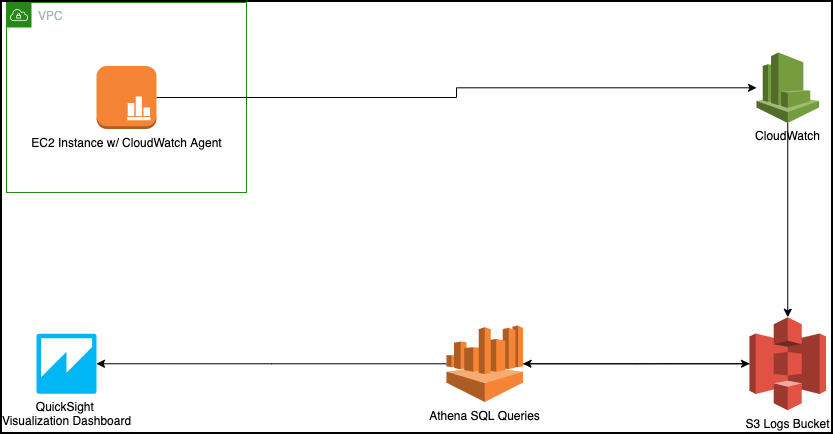 VPC
EC2 Instance w/ CloudWatch Agent
CloudWatch
QuickSight
Visualization Dashboard
Athena SQL Queries
S3 Logs Bucket